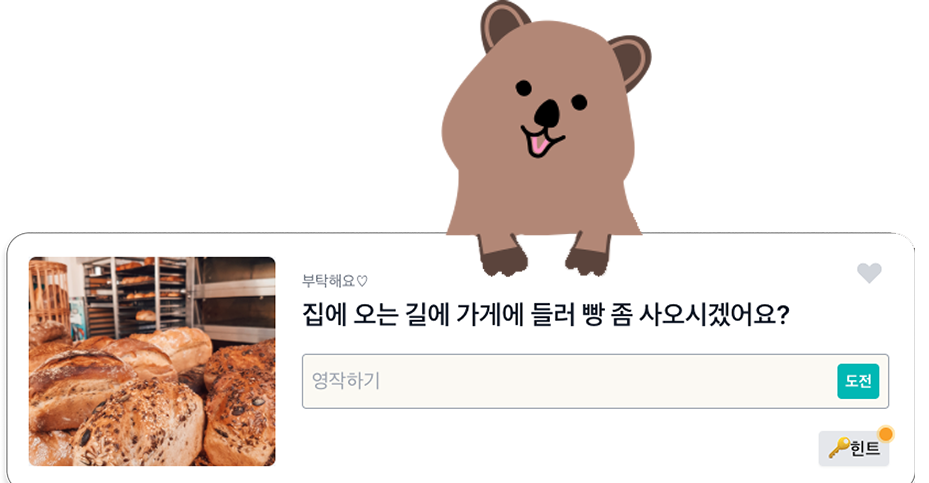 부탁해요♡
집에 오는 길에 가게에 들러 빵 좀 사오시겠어요?
영작하기
도전
🔑힌트